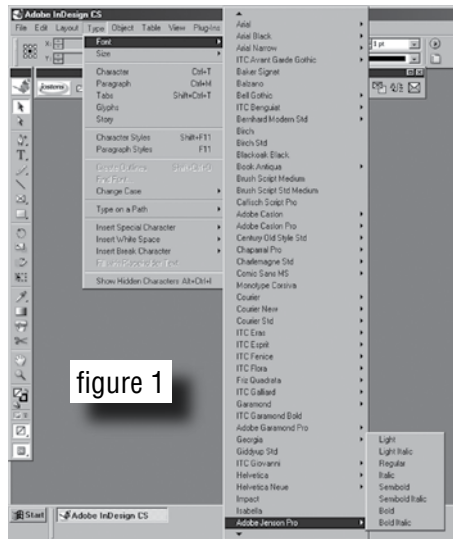 Adobe InDesign CS
File Edit Layout Type Object Table View Plug-ins
X:
Y:
1 pt
Font
Size
Character Ctrl+T
Paragraph Ctrl+M
Tabs Shift+Ctrl+T
Glyphs
Story
Character Styles Shift+F11
Paragraph Styles F11
Create Outlines Shift+Ctrl+O
Find Font...
Change Case
Type on a Path
Insert Special Character
Insert White Space
Insert Break Character
Fill with Placeholder Text
Show Hidden Characters Alt+Ctrl+I
Arial
Arial Black
Arial Narrow
ITC Avant Garde Gothic
Baker Signet
Balzano
Bell Gothic
ITC Benguiat
Bernhard Modern Std
Birch
Birch Std
Blackoak Black
Book Antiqua
Brush Script Medium
Brush Script Std Medium
Caflisch Script Pro
Adobe Caslon
Adobe Caslon Pro
Century Old Style Std
Chaparral Pro
Charlemagne Std
Comic Sans MS
Monotype Corsiva
Courier
Courier New
Courier Std
ITC Eras
ITC Esprit
ITC Fenice
ITC Flora
Friz Quadrata
ITC Galliard
Garamond
ITC Garamond Bold
Adobe Garamond Pro
Georgia
Giddyup Std
ITC Giovanni
Helvetica
Helvetica Neue
Impact
Isabella
Adobe Jenson Pro
Light
Light Italic
Regular
Italic
Semibold
Semibold Italic
Bold
Bold Italic
figure 1
Start Adobe InDesign CS